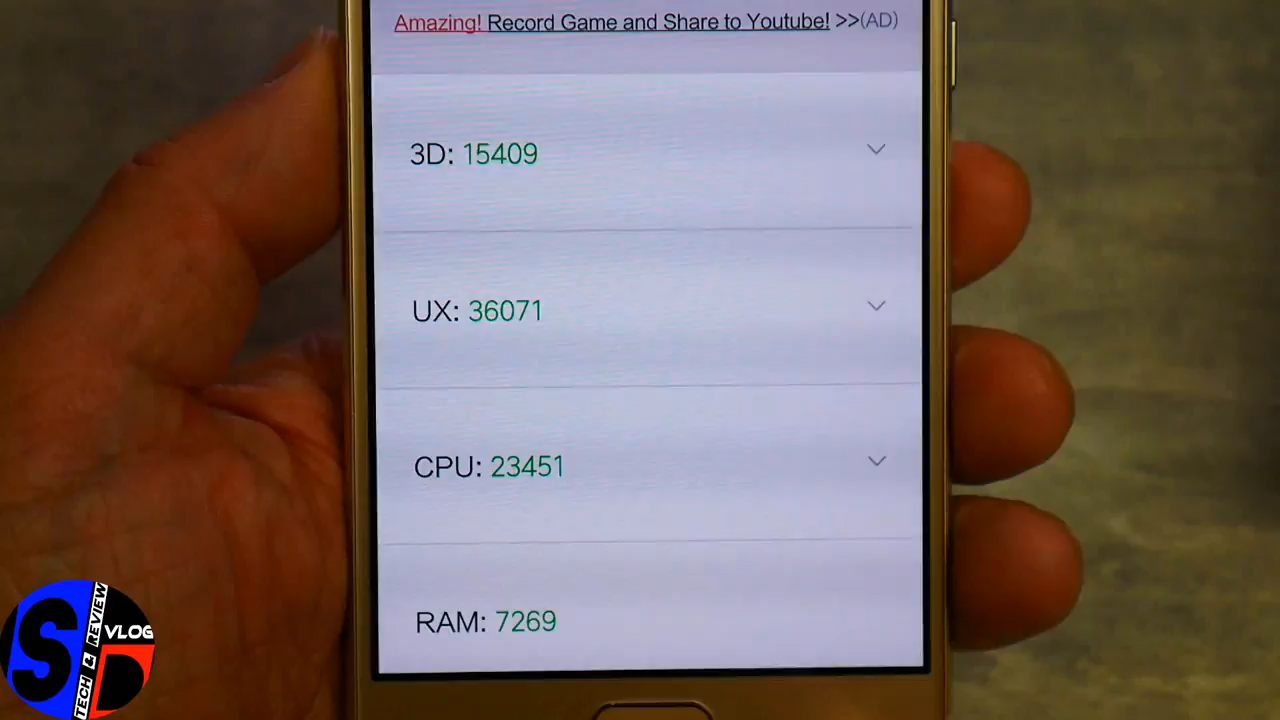 Amazing! Record Game and Share to Youtube! >>(AD)
3D: 15409
UX: 36071
CPU: 23451
RAM: 7269
SD
TECH & REVIEW
VLOG